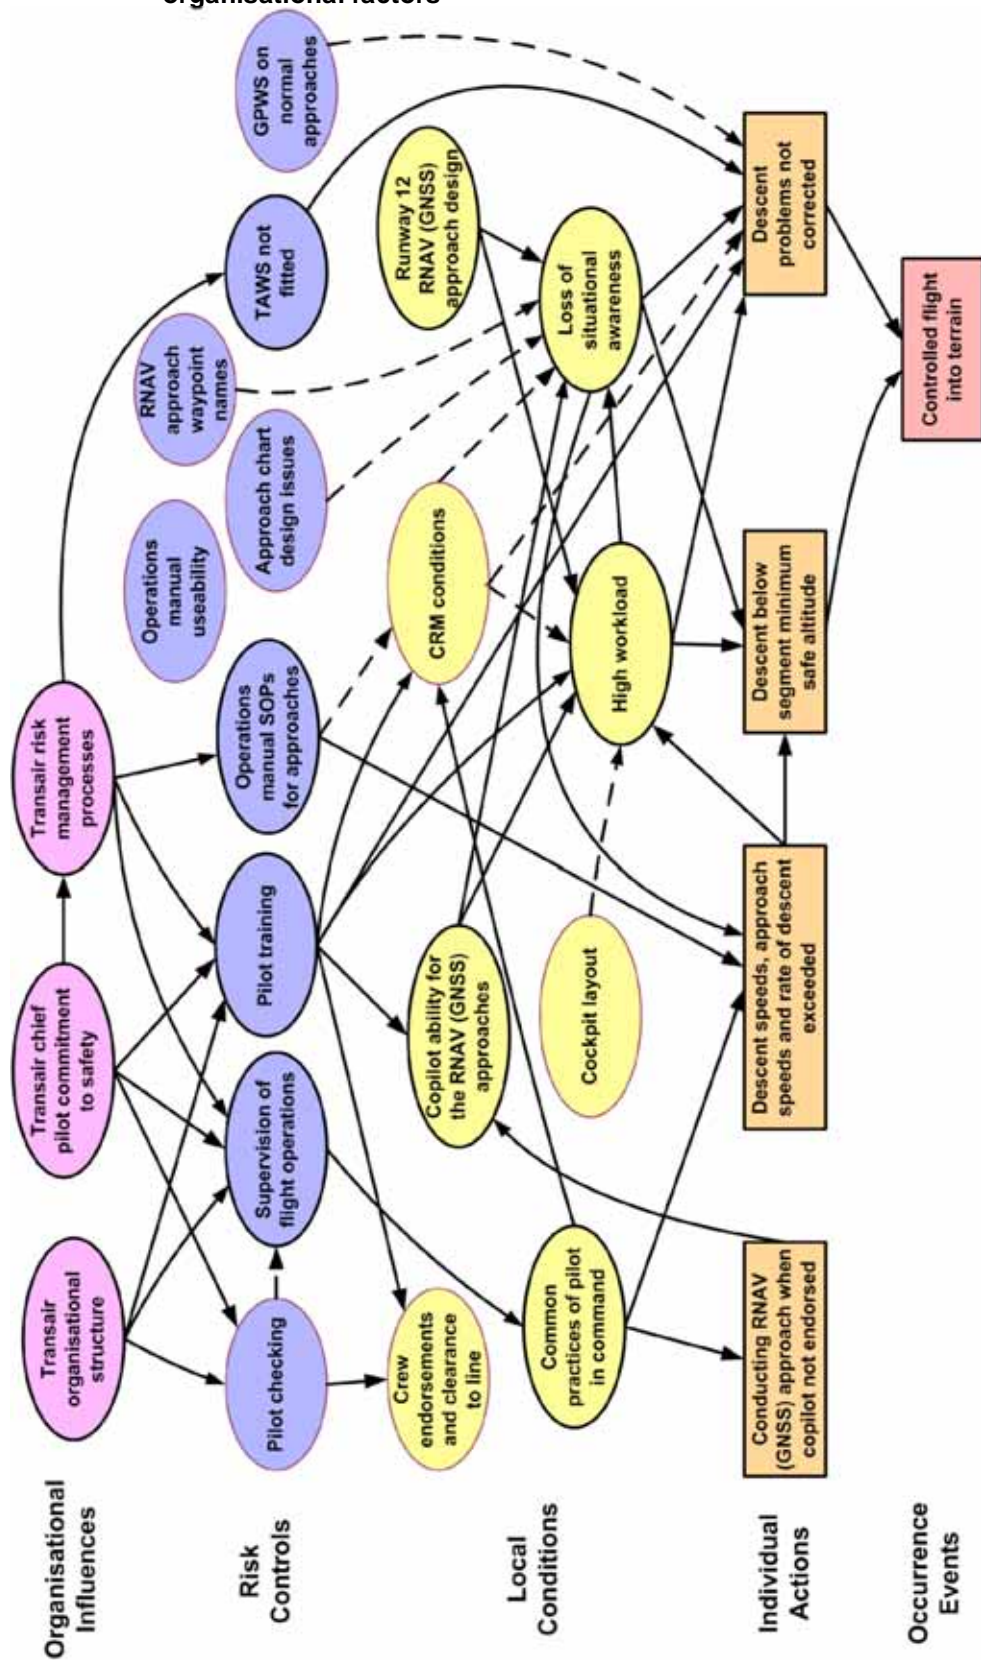 organisational factors
Organisational
Influences
Transair
organisational
structure
Transair chief
pilot commitment
to safety
Transair risk
management
processes
Risk
Controls
Pilot checking
Supervision of
flight operations
Pilot training
Operations
manual SOPs
for approaches
Operations
manual
useability
Approach chart
design issues
RNAV
approach
waypoint
names
TAWS not
fitted
GPWS on
normal
approaches
Local
Conditions
Crew
endorsements
and clearance
to line
Common
practices of pilot
in command
Copilot ability for
the RNAV (GNSS)
approaches
Cockpit layout
CRM conditions
High workload
Runway 12
RNAV (GNSS)
approach design
Loss of
situational
awareness
Individual
Actions
Conducting RNAV
(GNSS) approach when
copilot not endorsed
Descent speeds, approach
speeds and rate of descent
exceeded
Descent below
segment minimum
safe altitude
Descent
problems not
corrected
Occurrence
Events
Controlled flight
into terrain